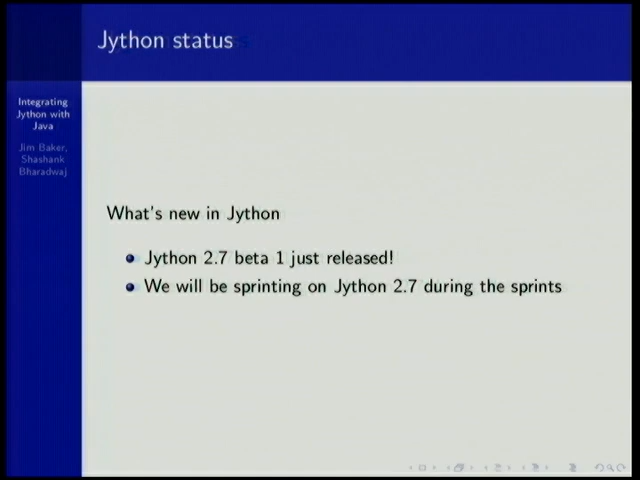 Jython status
Integrating
Jython with
Java
Jim Baker,
Shashank
Bharadwaj
What's new in Jython
Jython 2.7 beta 1 just released!
We will be sprinting on Jython 2.7 during the sprints